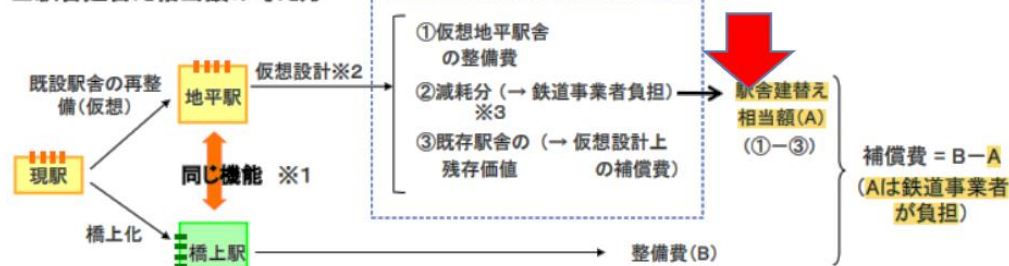 ①仮想地平駅舎
の整備費
既設駅舎の再整
備(仮想)
地平駅
仮想設計※2
②減耗分(→ 鉄道事業者負担)
※3
③既存駅舎の(→ 仮想設計上
残存価値 の補償費)
駅舎建替え
相当額(A)
(①－③)
現駅
同じ機能 ※1
補償費 = B－A
(Aは鉄道事業者
が負担)
橋上化
橋上駅
整備費(B)